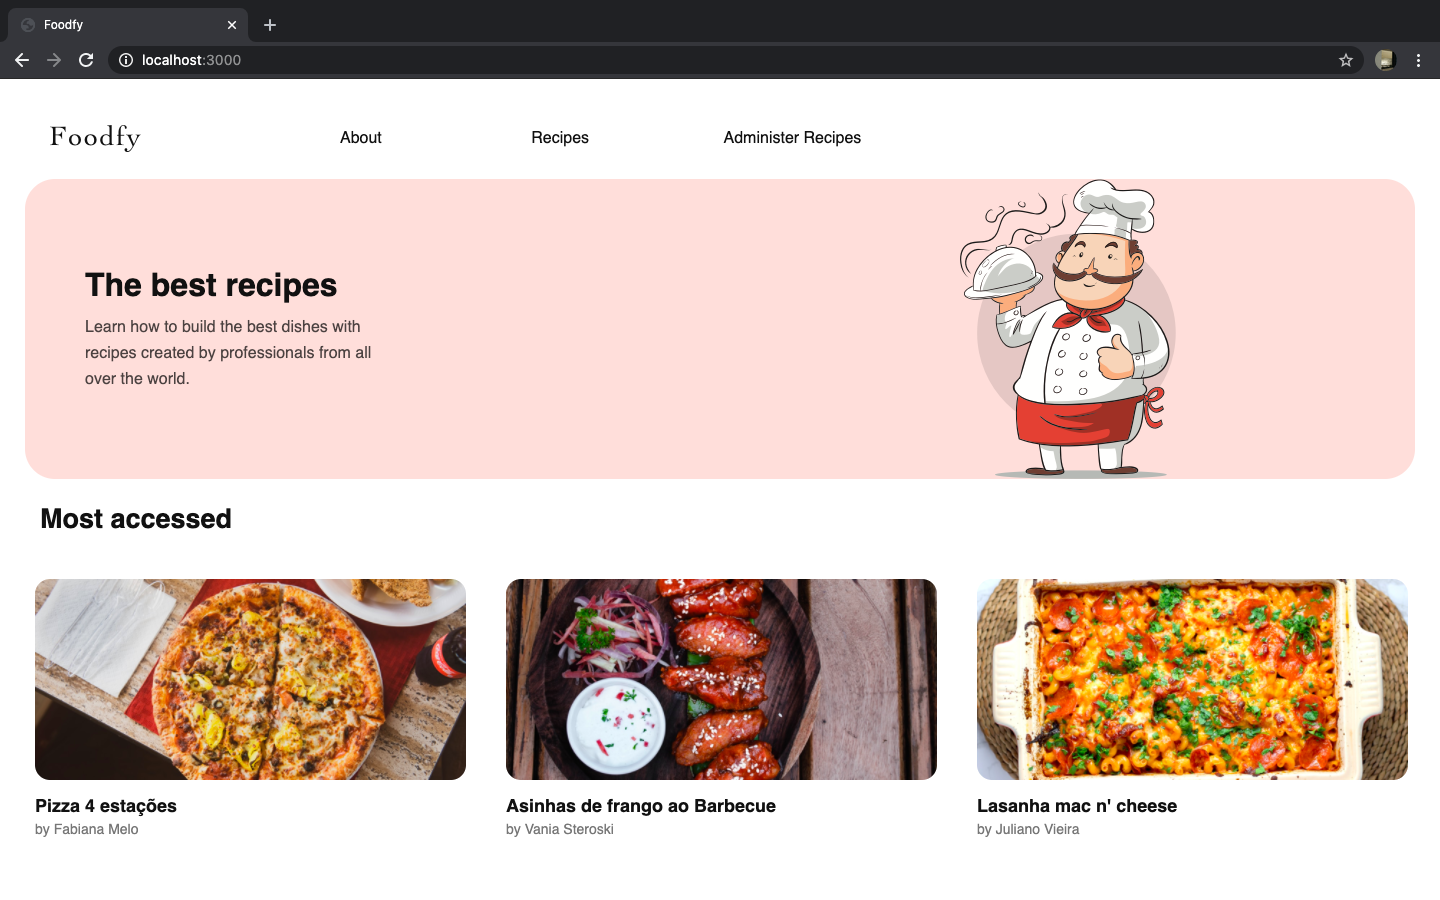 Foodfy
localhost:3000
Foodfy
About
Recipes
Administer Recipes
The best recipes
Learn how to build the best dishes with
recipes created by professionals from all
over the world.
Most accessed
Pizza 4 estações
by Fabiana Melo
Asinhas de frango ao Barbecue
by Vania Steroski
Lasanha mac n' cheese
by Juliano Vieira